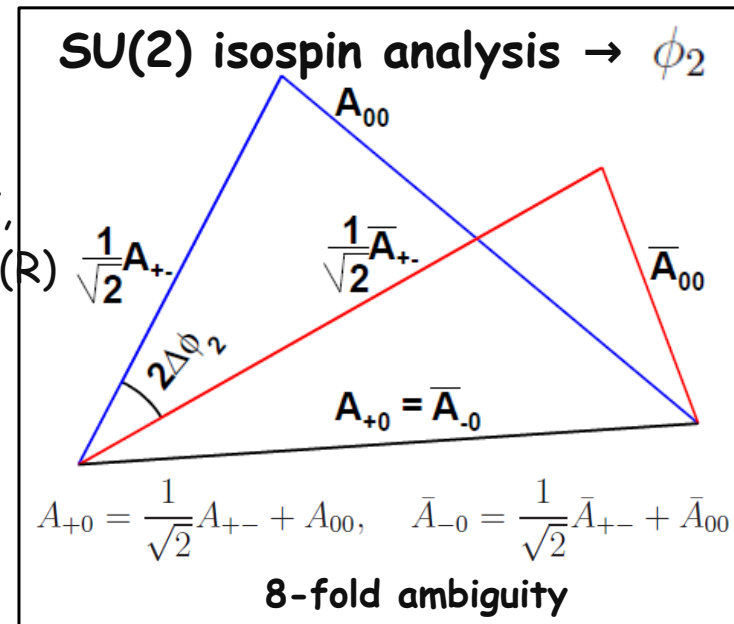 SU(2) isospin analysis → ϕ₂
A₀₀
,
(R)
1/√2 A₊₋
1/√2 A̅₊₋
A̅₀₀
2Δϕ₂
A₊₀ = A̅₋₀
A₊₀ = 1/√2 A₊₋ + A₀₀, Ā₋₀ = 1/√2 Ā₊₋ + Ā₀₀
8-fold ambiguity